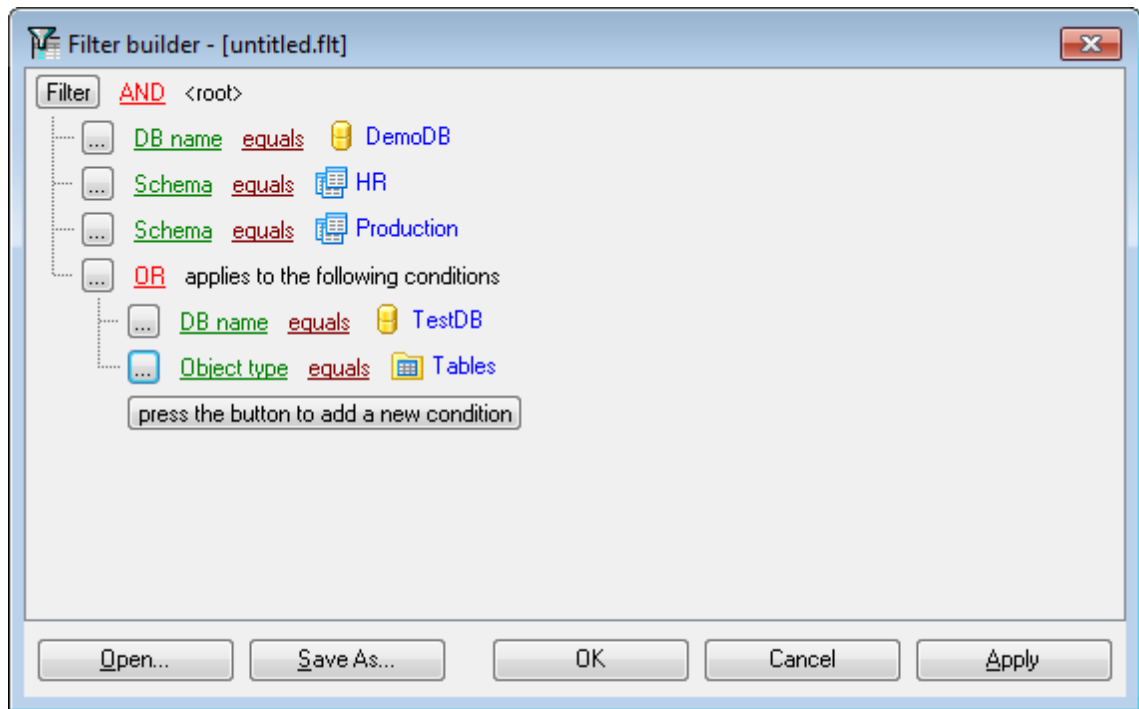 Filter builder - [untitled.flt]
Filter AND <root>
... DB name equals DemoDB
... Schema equals HR
... Schema equals Production
... OR applies to the following conditions
... DB name equals TestDB
... Object type equals Tables
press the button to add a new condition
Open... Save As... OK Cancel Apply